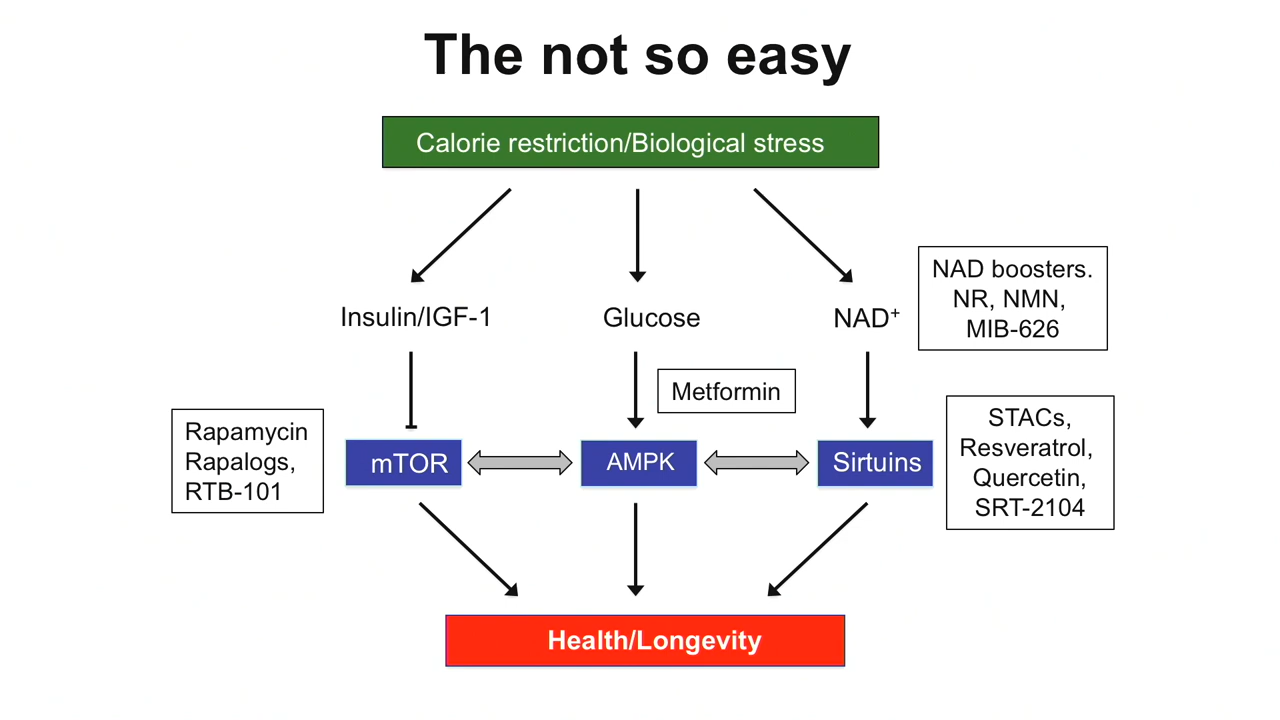 The not so easy
Calorie restriction/Biological stress
Insulin/IGF-1
Glucose
NAD⁺
NAD boosters.
NR, NMN,
MIB-626
Metformin
Rapamycin
Rapalogs,
RTB-101
mTOR
AMPK
Sirtuins
STACs,
Resveratrol,
Quercetin,
SRT-2104
Health/Longevity